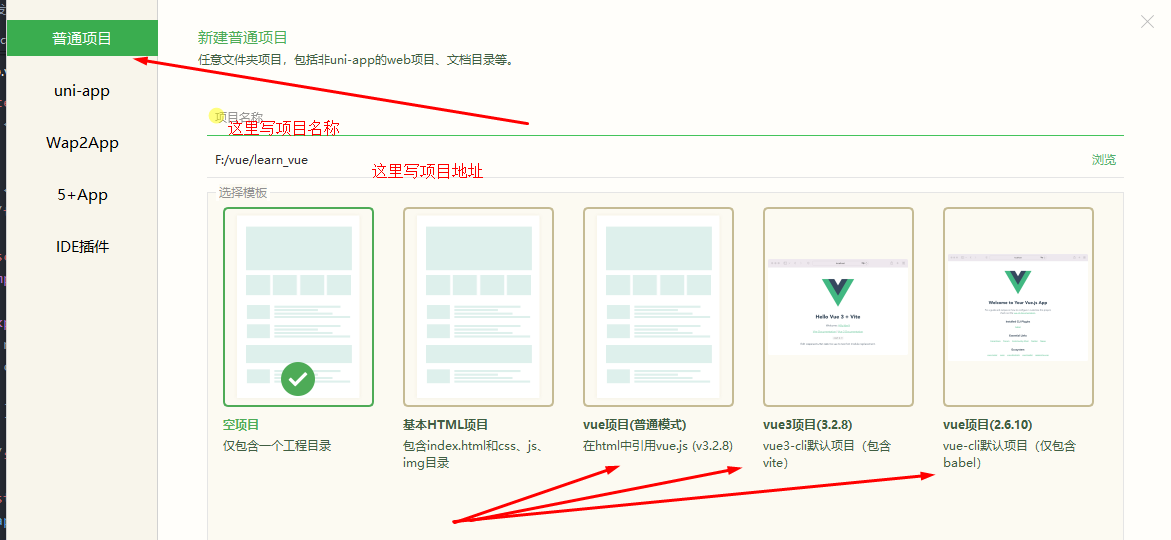 普通项目
uni-app
Wap2App
5+App
IDE插件
新建普通项目
任意文件夹项目，包括非uni-app的web项目、文档目录等。
项目名称
这里写项目名称
F:/vue/learn_vue
浏览
这里写项目地址
选择模板
Hello Vue 3 + Vite
Welcome to Your Vue.js App
空项目
仅包含一个工程目录
基本HTML项目
包含index.html和css、js、
img目录
vue项目(普通模式)
在html中引用vue.js (v3.2.8)
vue3项目(3.2.8)
vue3-cli默认项目（包含
vite）
vue项目(2.6.10)
vue-cli默认项目（仅包含
babel）